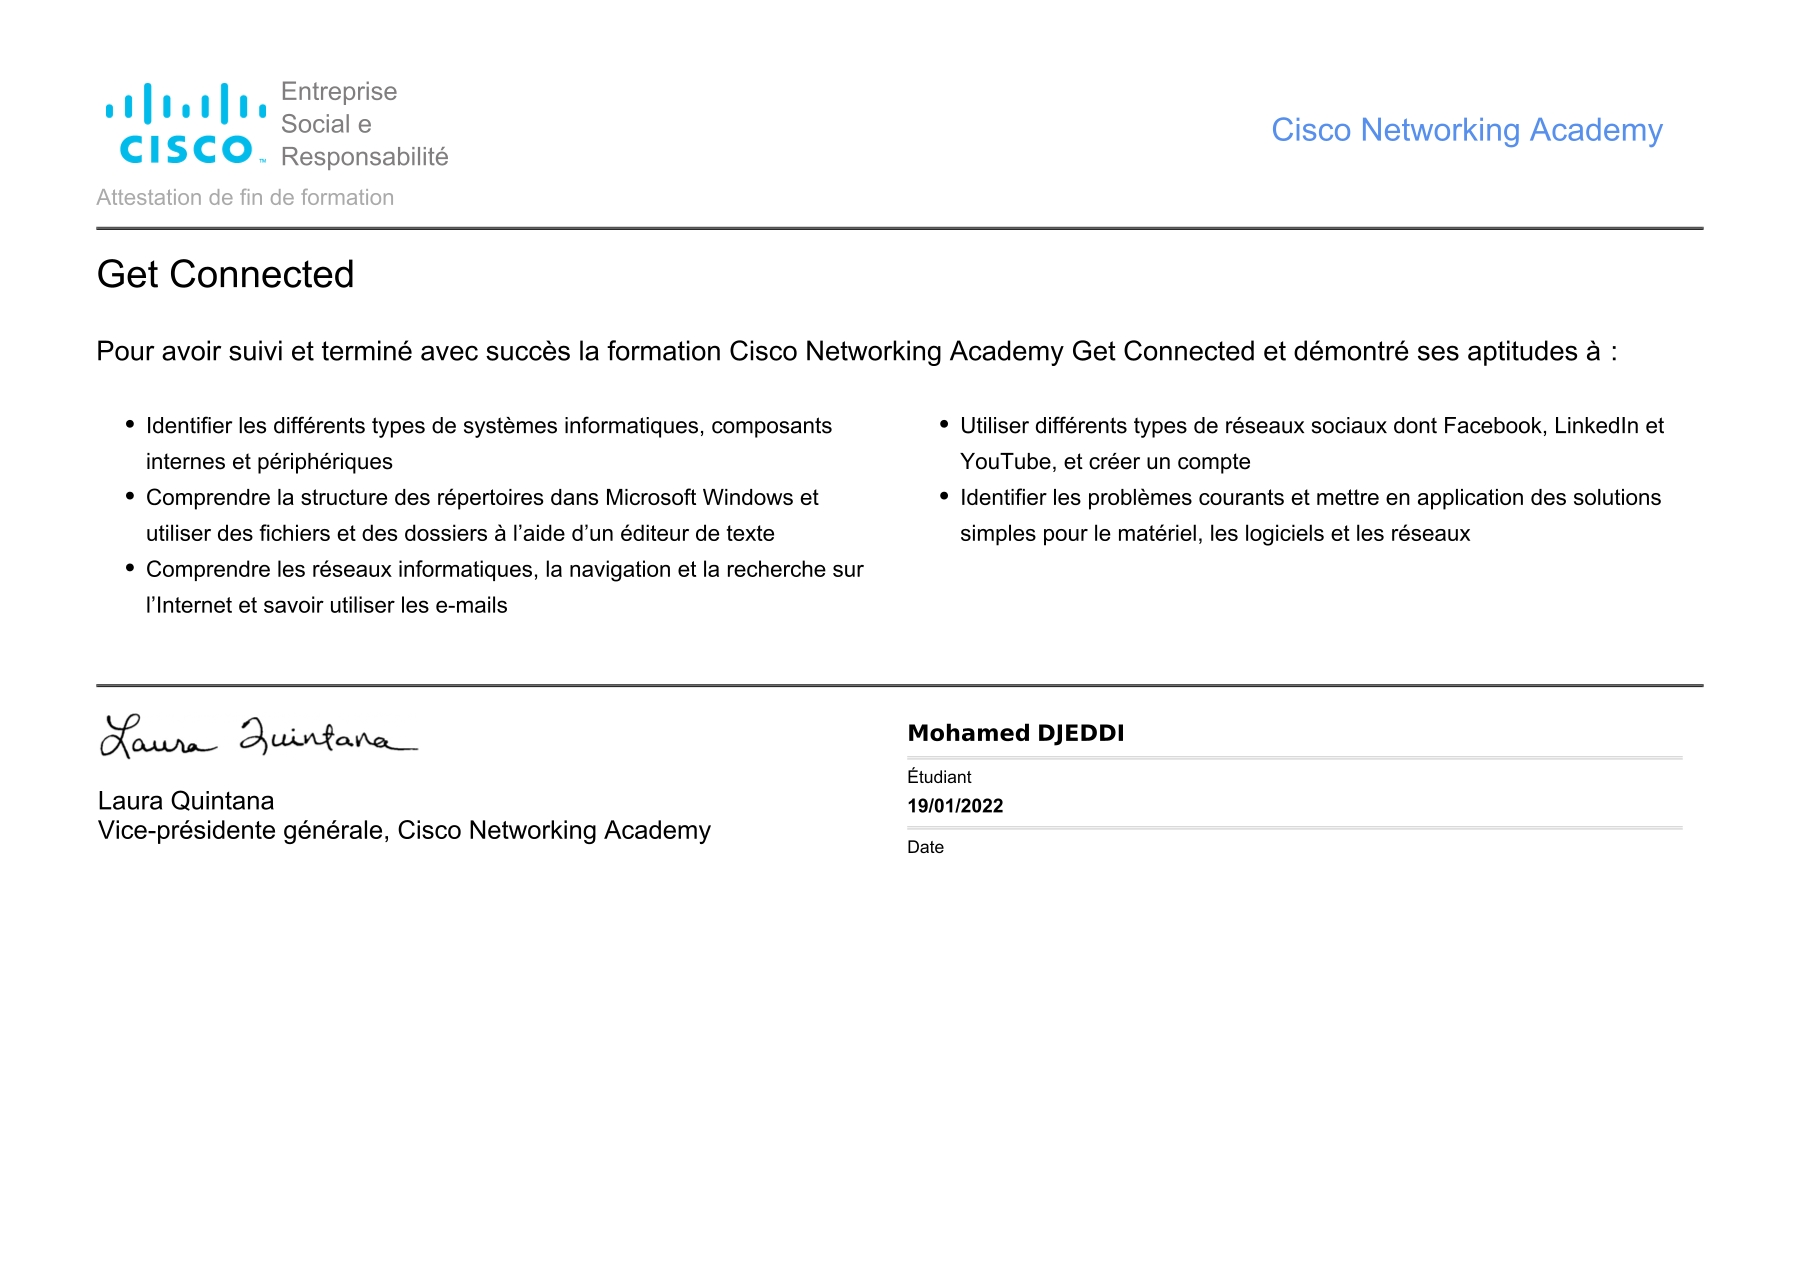 CISCO
Entreprise
Social e
Responsabilité
Cisco Networking Academy
Attestation de fin de formation
Get Connected
Pour avoir suivi et terminé avec succès la formation Cisco Networking Academy Get Connected et démontré ses aptitudes à :
• Identifier les différents types de systèmes informatiques, composants
internes et périphériques
• Comprendre la structure des répertoires dans Microsoft Windows et
utiliser des fichiers et des dossiers à l’aide d’un éditeur de texte
• Comprendre les réseaux informatiques, la navigation et la recherche sur
l’Internet et savoir utiliser les e-mails
• Utiliser différents types de réseaux sociaux dont Facebook, LinkedIn et
YouTube, et créer un compte
• Identifier les problèmes courants et mettre en application des solutions
simples pour le matériel, les logiciels et les réseaux
Laura Quintana
Laura Quintana
Vice-présidente générale, Cisco Networking Academy
Mohamed DJEDDI
Étudiant
19/01/2022
Date